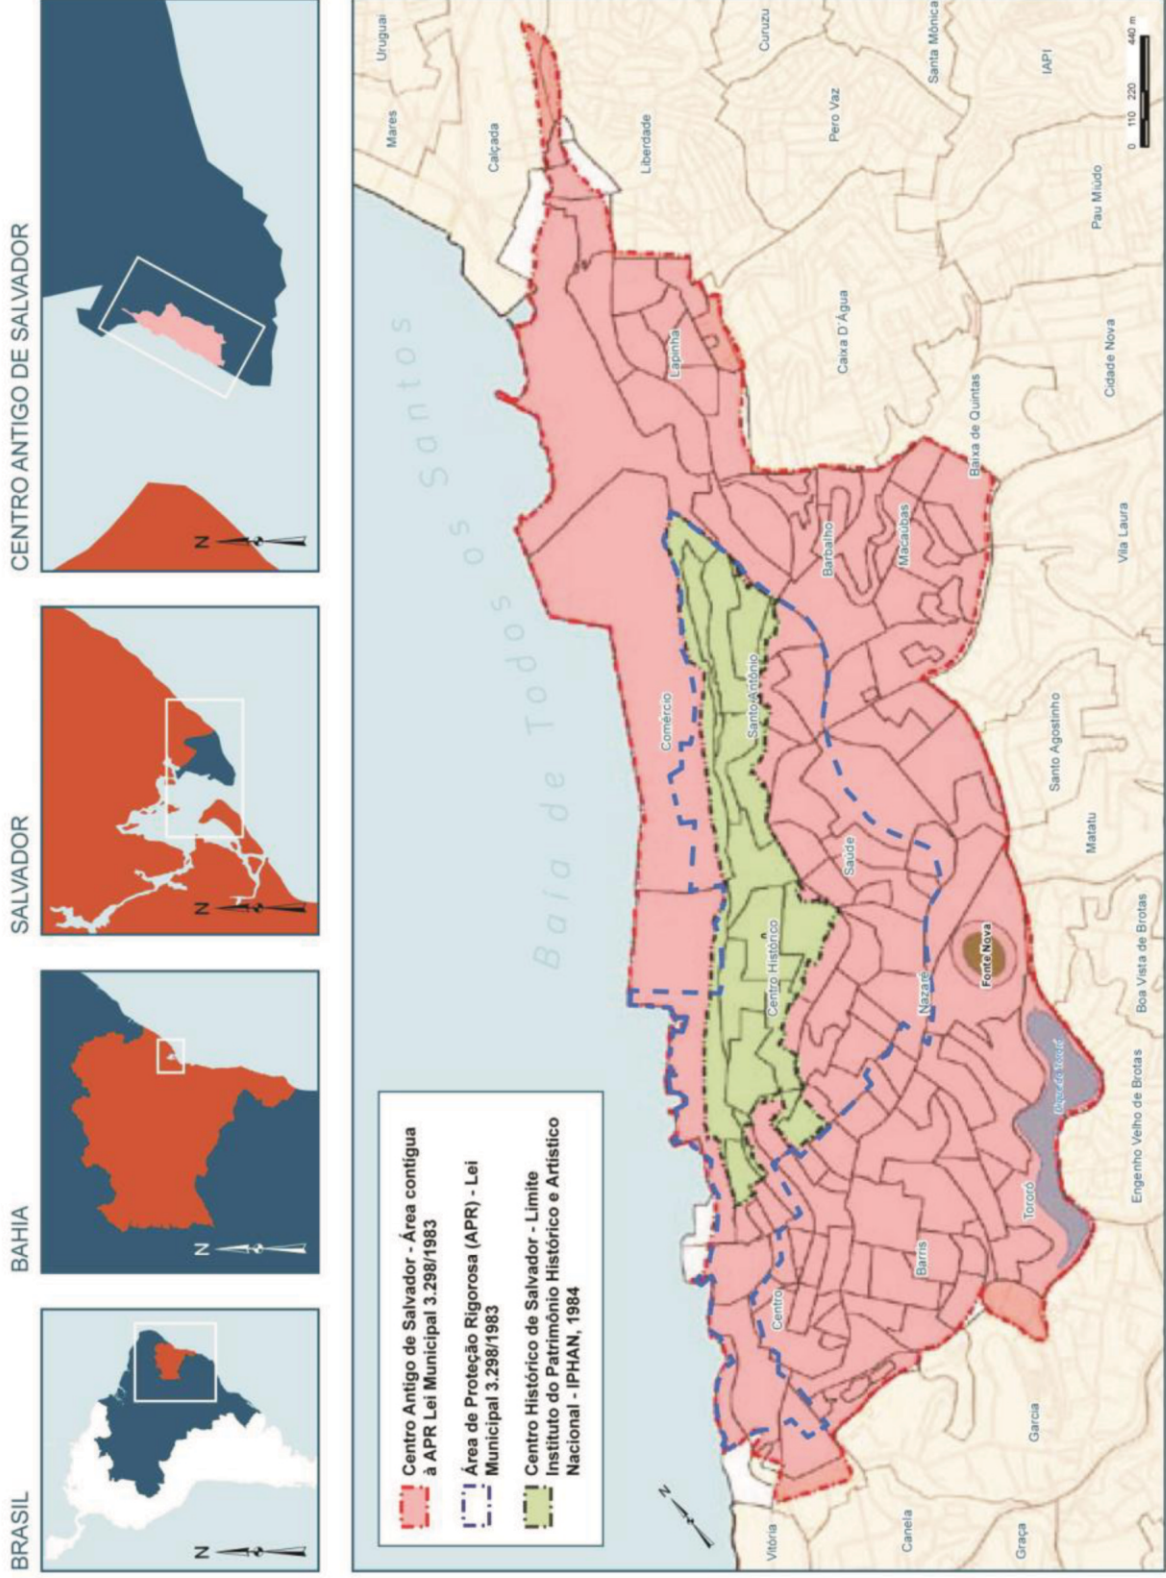 BRASIL
BAHIA
SALVADOR
CENTRO ANTIGO DE SALVADOR
N
N
N
N
Centro Antigo de Salvador - Área contígua
à APR Lei Municipal 3.298/1983
Área de Proteção Rigorosa (APR) - Lei
Municipal 3.298/1983
Centro Histórico de Salvador - Limite
Instituto do Patrimônio Histórico e Artístico
Nacional - IPHAN, 1984
N
Baía de Todos os Santos
Uruguai
Mares
Calçada
Liberdade
Curuzu
Pero Vaz
Santa Mônica
IAPI
Pau Miúdo
Lapinha
Caixa D'Água
Baixa de Quintas
Cidade Nova
Barbalho
Macaúbas
Vila Laura
Comércio
Santo Antônio
Santo Agostinho
Saúde
Matatu
Centro Histórico
Nazaré
Fonte Nova
Boa Vista de Brotas
Engenho Velho de Brotas
Tororó
Barris
Centro
Garcia
Vitória
Canela
Graça
0 110 220 440 m